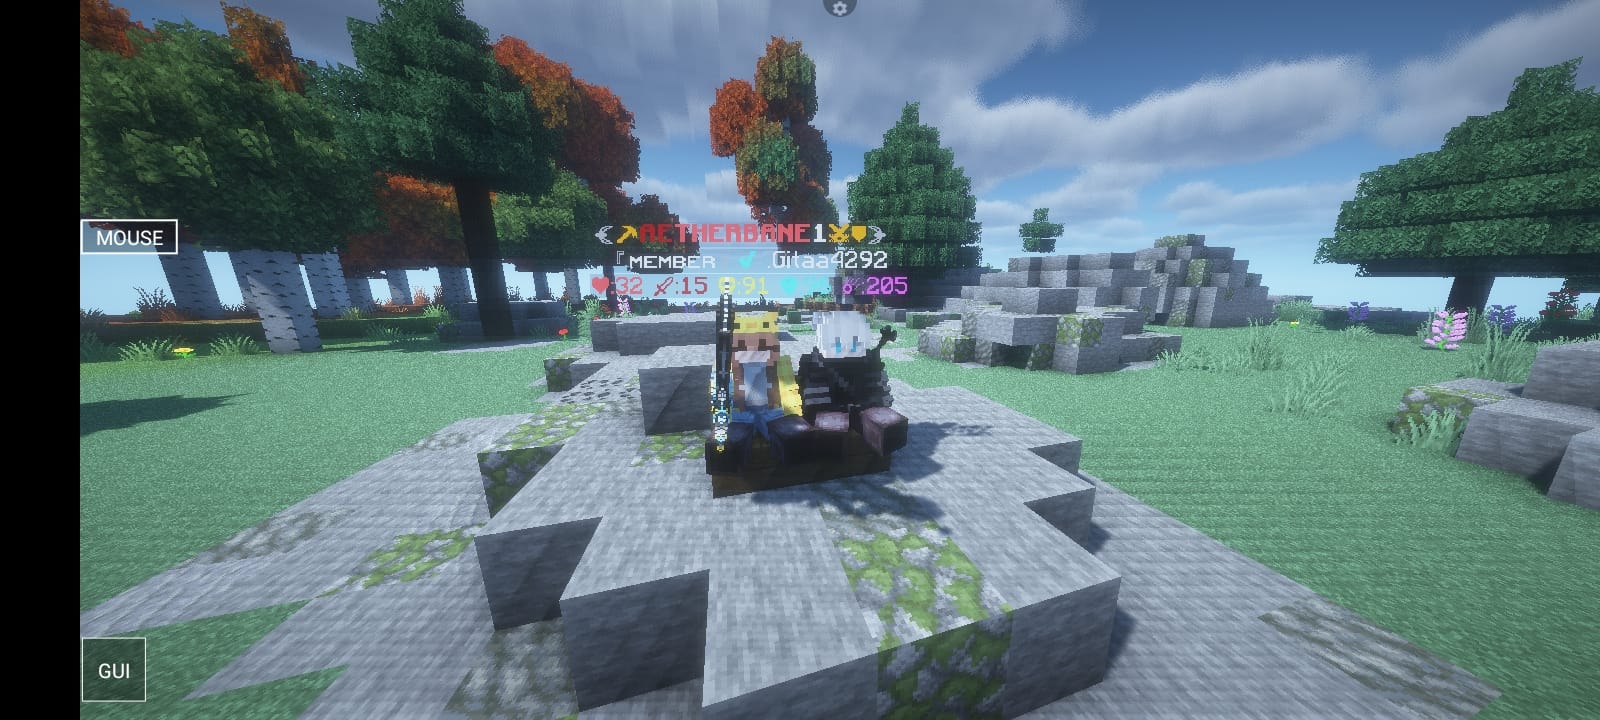 MOUSE
AETHERBANE1
『MEMBER ✓ .Gitaa4292
:32 :15 :91 :205
GUI